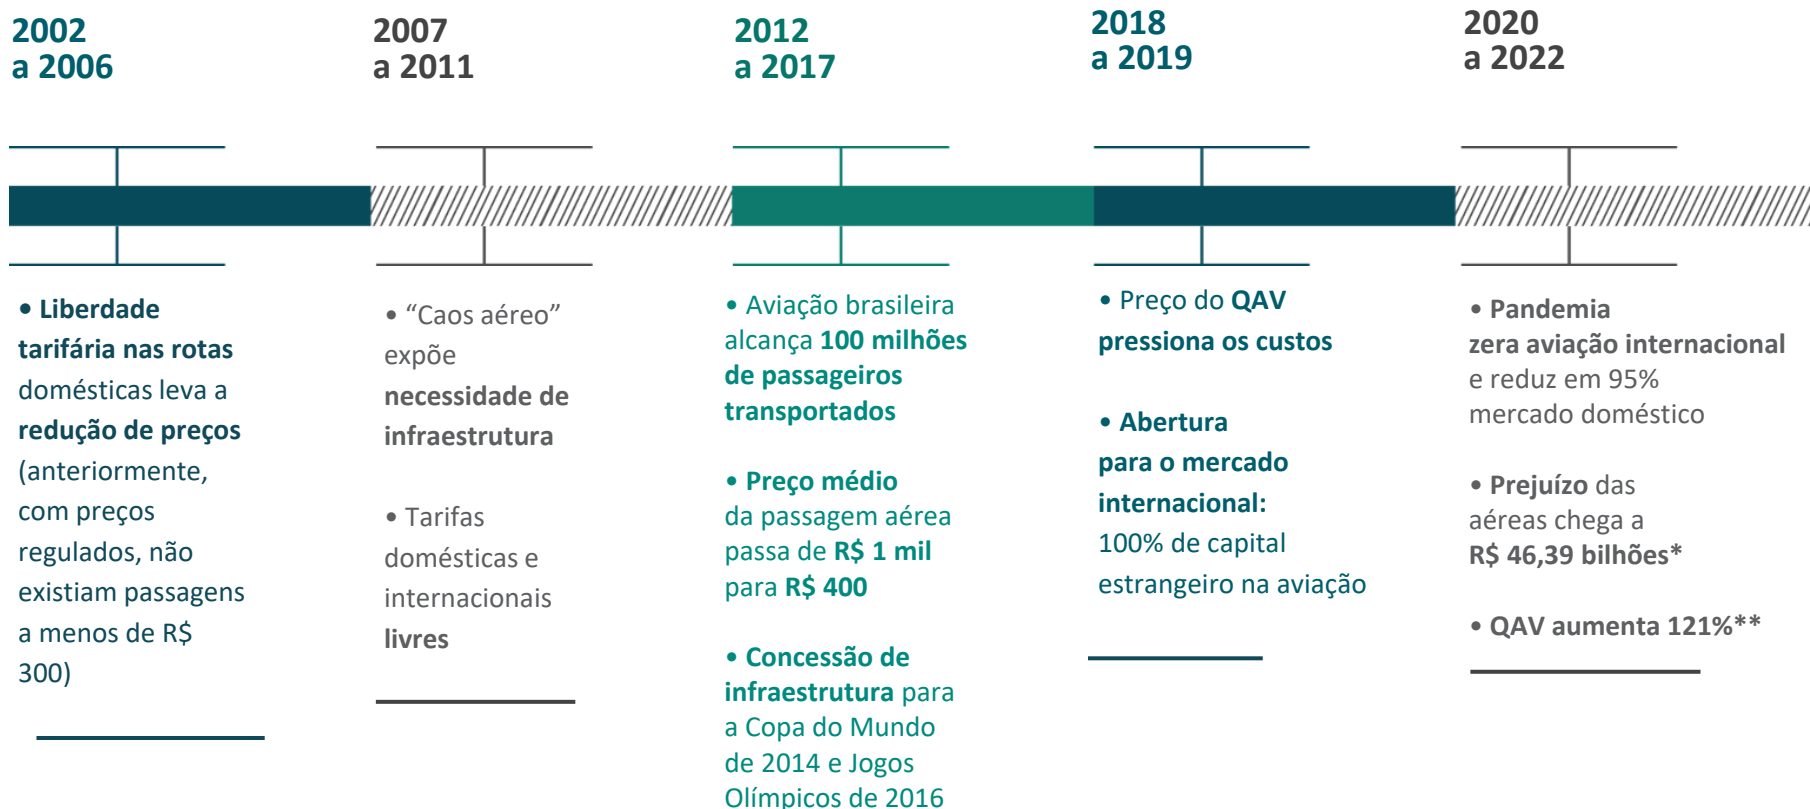 2002
a 2006
2007
a 2011
2012
a 2017
2018
a 2019
2020
a 2022
• Liberdade
tarifária nas rotas
domésticas leva a
redução de preços
(anteriormente,
com preços
regulados, não
existiam passagens
a menos de R$
300)
• “Caos aéreo”
expõe
necessidade de
infraestrutura
• Tarifas
domésticas e
internacionais
livres
• Aviação brasileira
alcança 100 milhões
de passageiros
transportados
• Preço médio
da passagem aérea
passa de R$ 1 mil
para R$ 400
• Concessão de
infraestrutura para
a Copa do Mundo
de 2014 e Jogos
Olímpicos de 2016
• Preço do QAV
pressiona os custos
• Abertura
para o mercado
internacional:
100% de capital
estrangeiro na aviação
• Pandemia
zera aviação internacional
e reduz em 95%
mercado doméstico
• Prejuízo das
aéreas chega a
R$ 46,39 bilhões*
• QAV aumenta 121%**